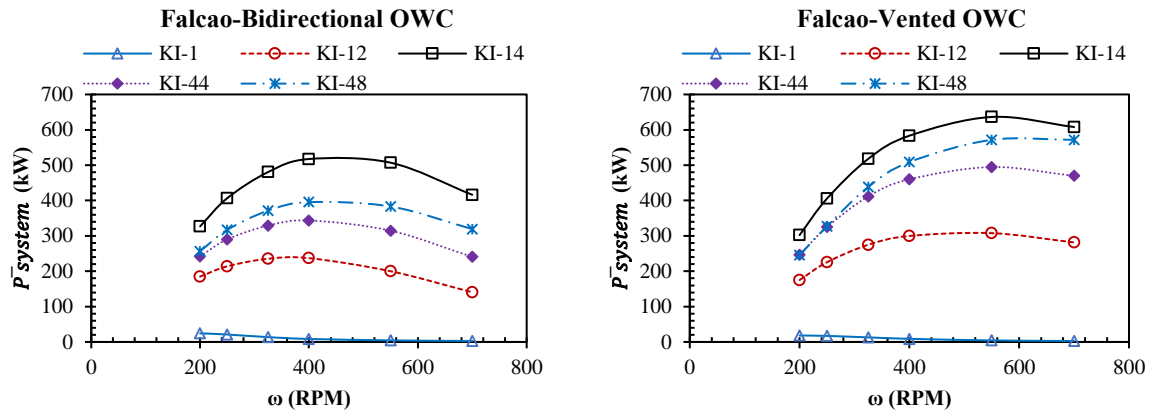 Falcao-Bidirectional OWC
KI-1 KI-12 KI-14
KI-44 KI-48
700
600
500
400
300
200
100
0
P̄system (kW)
0 200 400 600 800
ω (RPM)
Falcao-Vented OWC
KI-1 KI-12 KI-14
KI-44 KI-48
700
600
500
400
300
200
100
0
P̄system (kW)
0 200 400 600 800
ω (RPM)